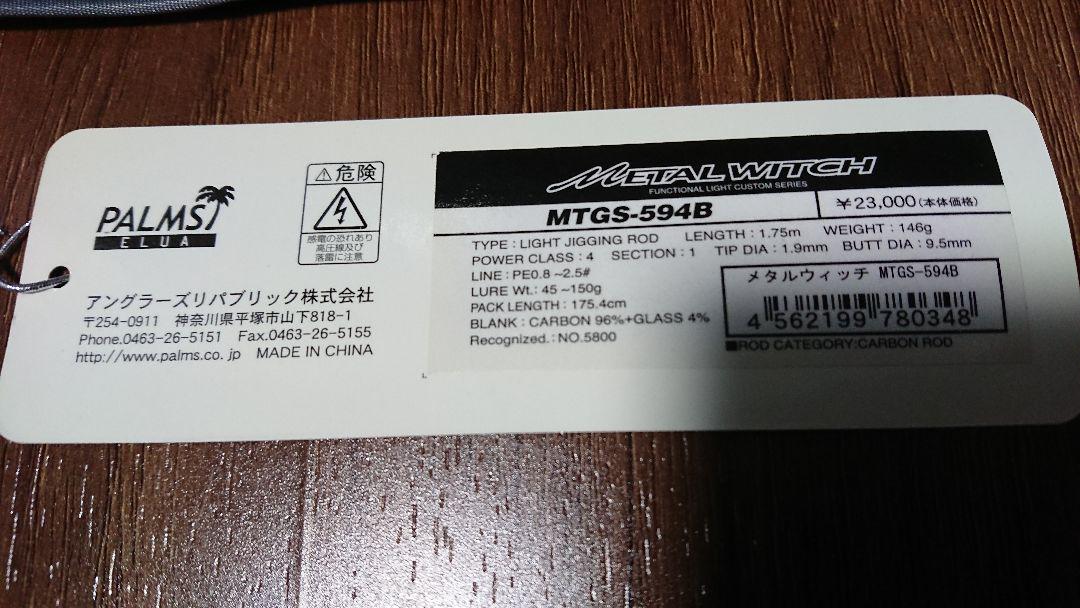 PALMS
ELUA
⚠危険
感電の恐れあり
高圧線及び
落雷に注意
アングラーズリパブリック株式会社
〒254-0911 神奈川県平塚市山下818-1
Phone.0463-26-5151 Fax.0463-26-5155
http://www.palms.co.jp MADE IN CHINA
METAL WITCH
FUNCTIONAL LIGHT CUSTOM SERIES
MTGS-594B
¥23,000(本体価格)
TYPE : LIGHT JIGGING ROD LENGTH : 1.75m WEIGHT : 146g
POWER CLASS : 4 SECTION : 1 TIP DIA : 1.9mm BUTT DIA : 9.5mm
LINE : PE0.8 ~2.5#
LURE Wt.: 45 ~150g
PACK LENGTH : 175.4cm
BLANK : CARBON 96%+GLASS 4%
Recognized. : NO.5800
メタルウィッチ MTGS-594B
4 562199 780348
■ROD CATEGORY:CARBON ROD